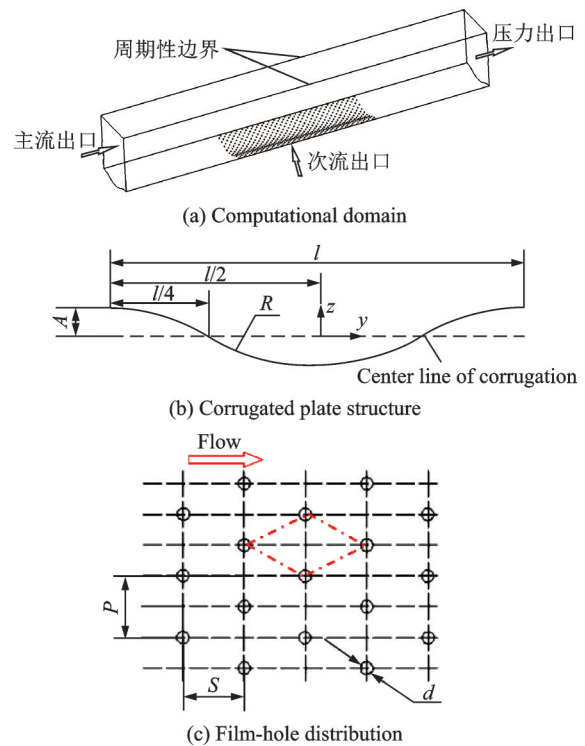 周期性边界
压力出口
主流出口
次流出口
(a) Computational domain
l
l/2
l/4
A
R
z
y
Center line of corrugation
(b) Corrugated plate structure
Flow
P
S
d
(c) Film-hole distribution